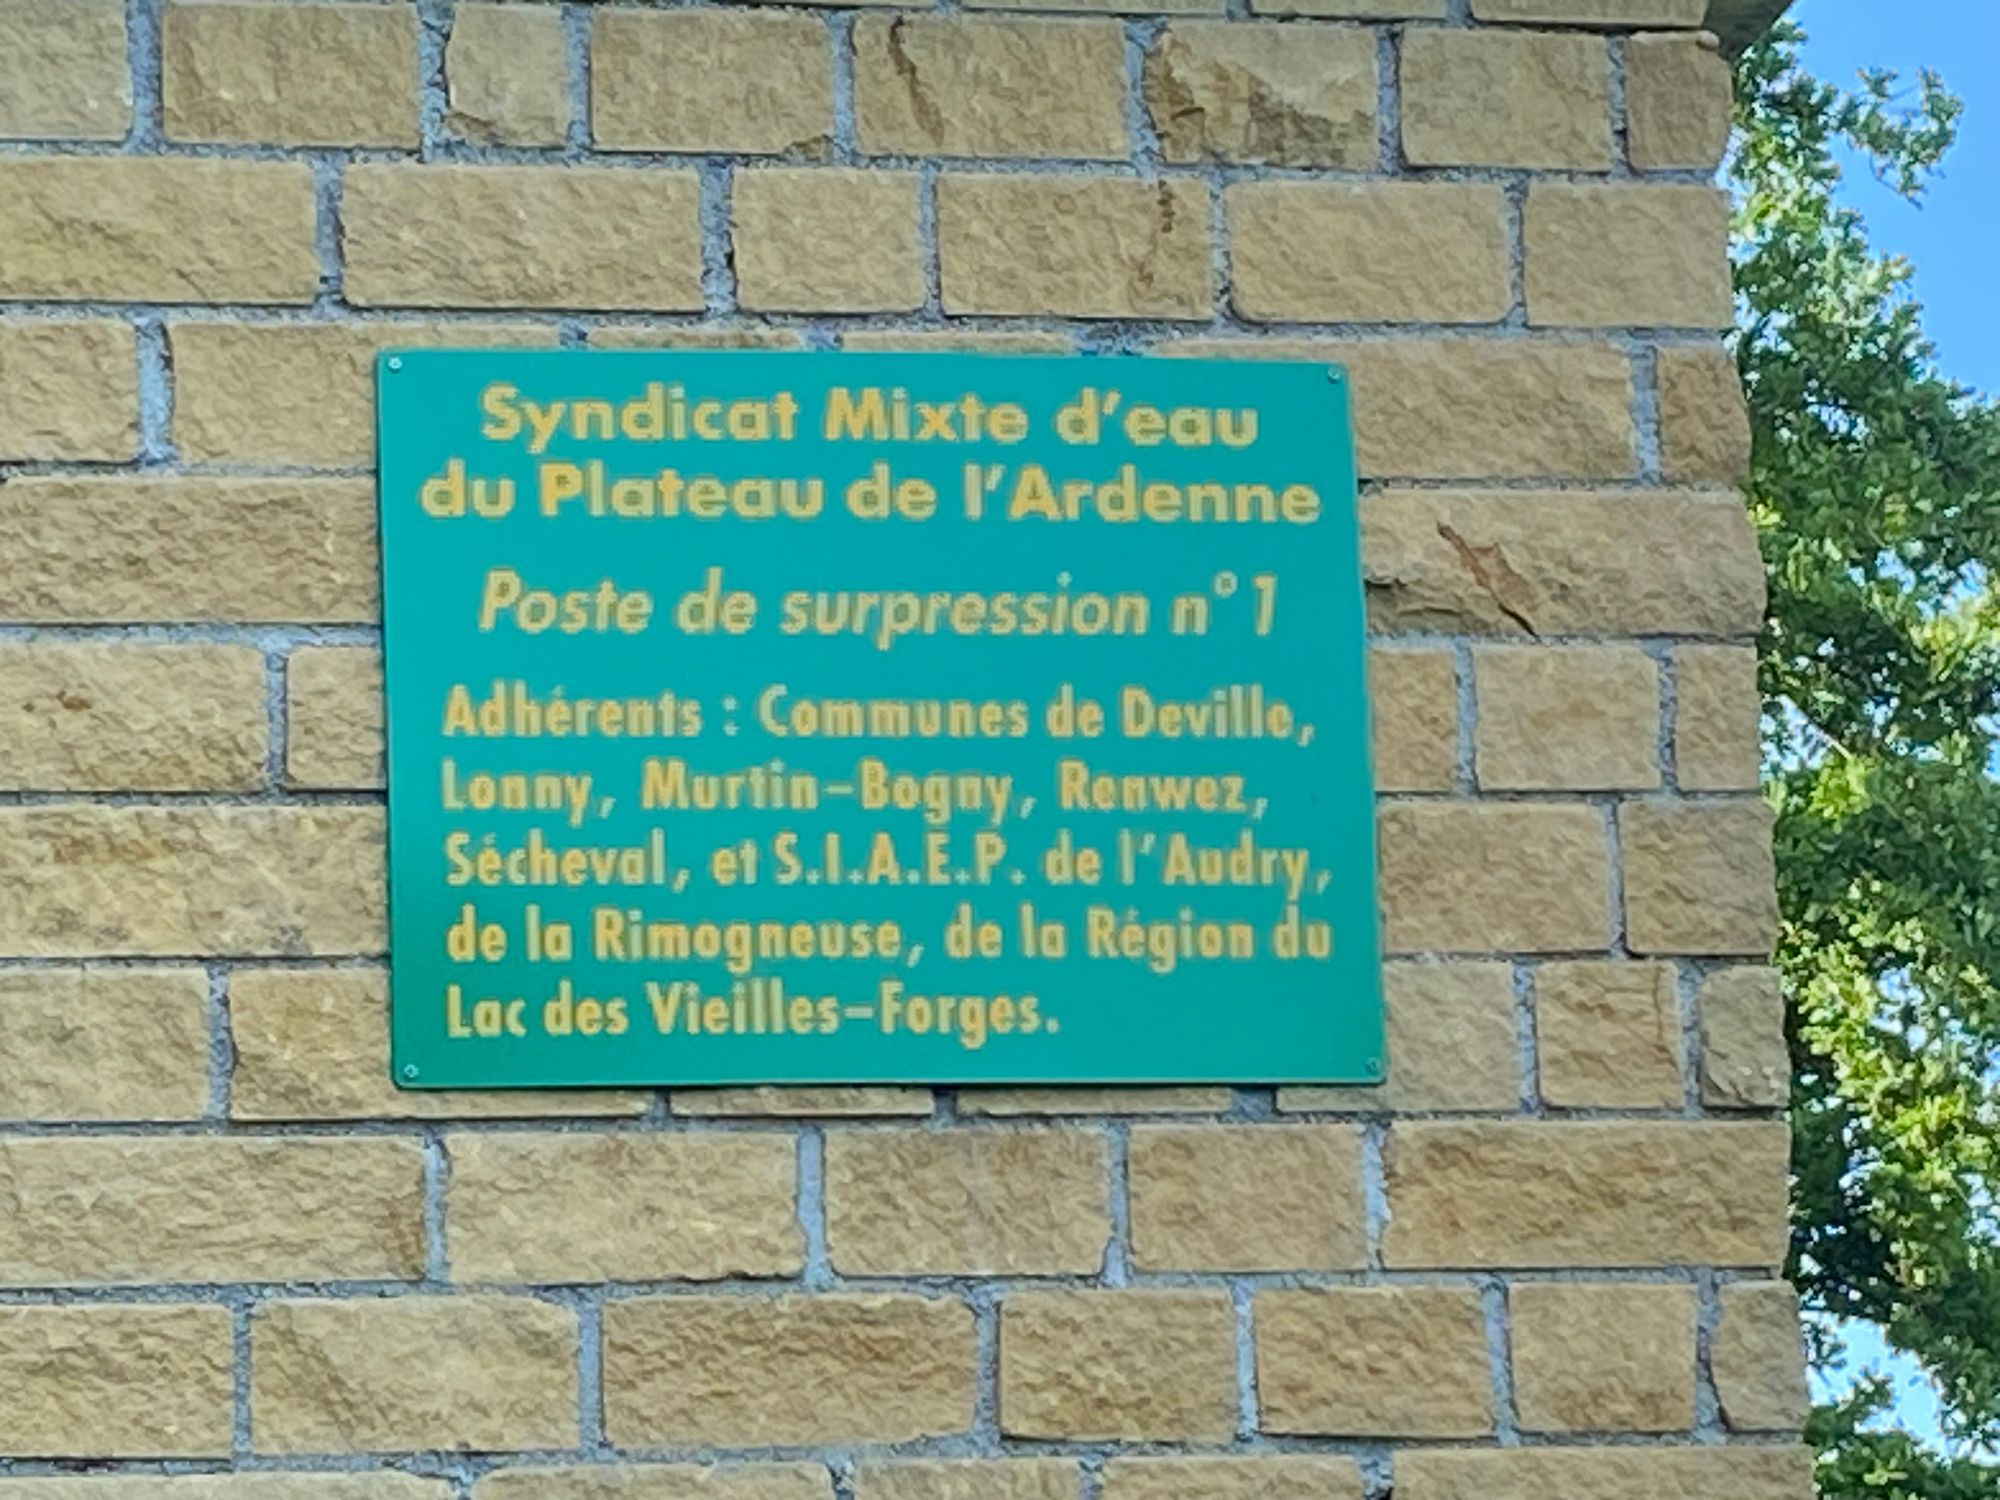 Syndicat Mixte d'eau
du Plateau de l'Ardenne
Poste de surpression n° 1
Adhérents : Communes de Deville,
Lonny, Murtin-Bogny, Renwez,
Sécheval, et S.I.A.E.P. de l'Audry,
de la Rimogneuse, de la Région du
Lac des Vieilles-Forges.